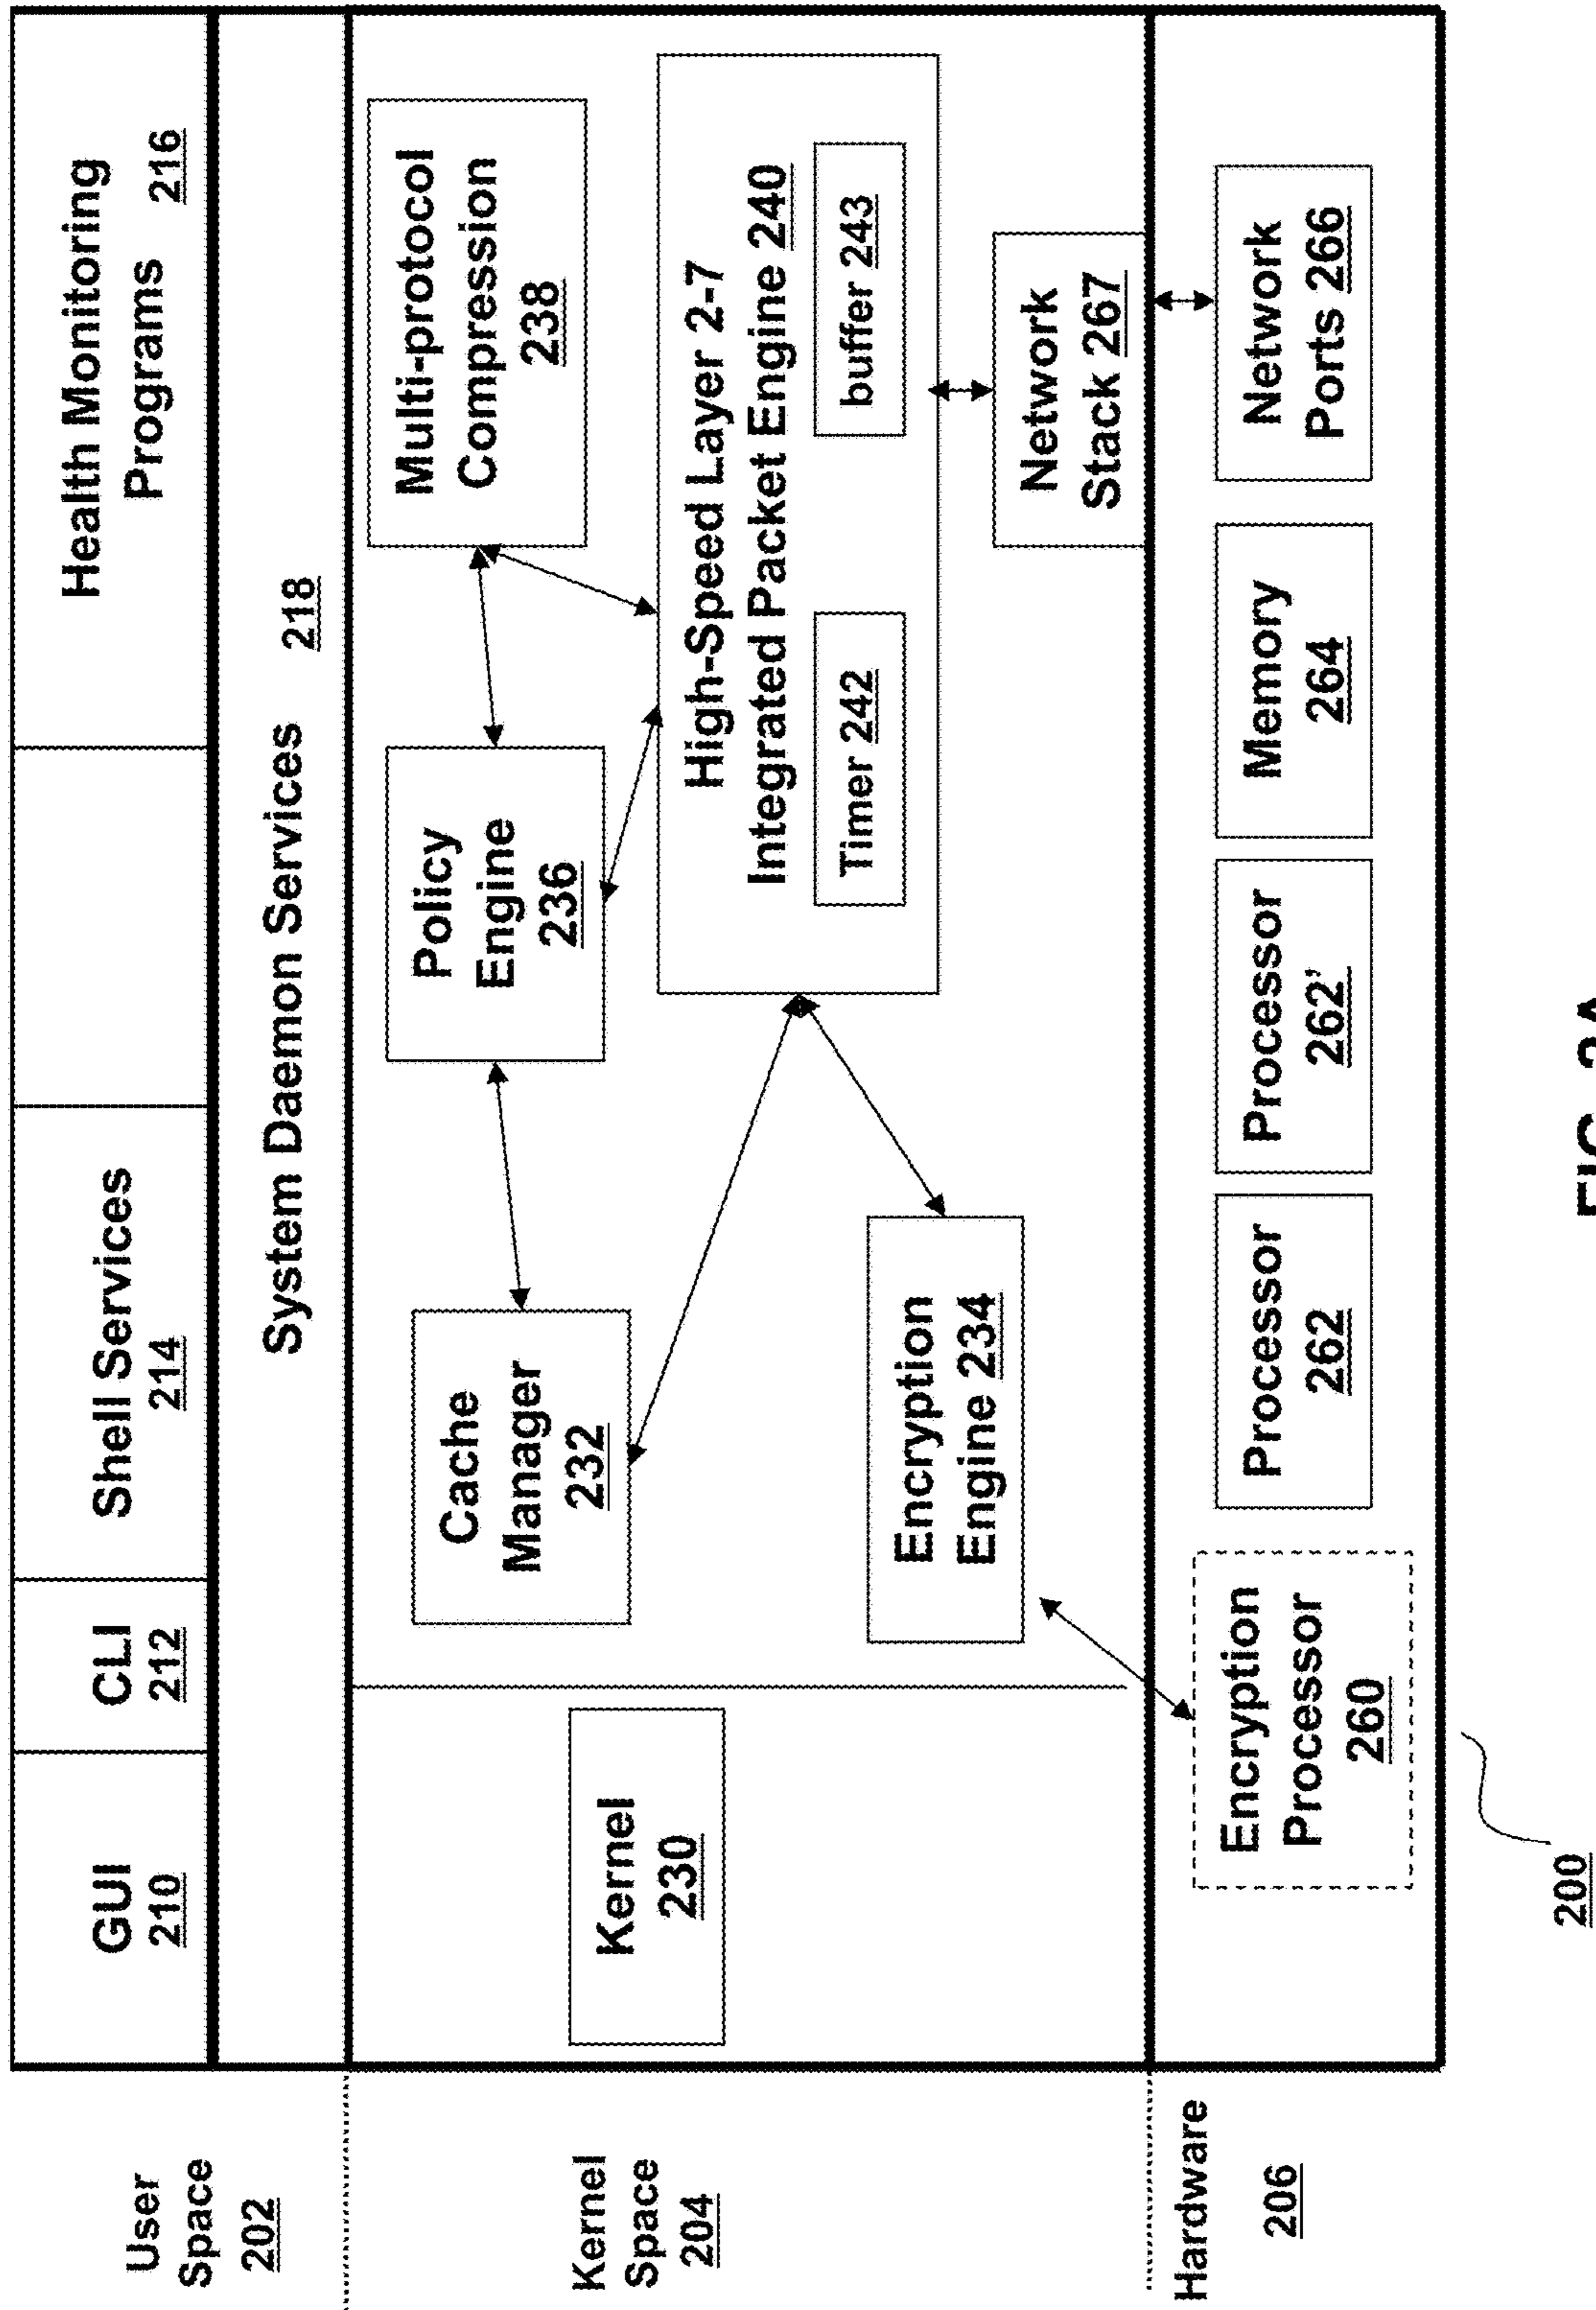 User
Space
202
GUI
210
CLI
212
Shell Services
214
Health Monitoring
Programs 216
System Daemon Services 218
Kernel
Space
204
Kernel
230
Cache
Manager
232
Policy
Engine
236
Multi-protocol
Compression
238
High-Speed Layer 2-7
Integrated Packet Engine 240
Timer 242
buffer 243
Encryption
Engine 234
Network
Stack 267
Hardware
206
Encryption
Processor
260
Processor
262
Processor
262'
Memory
264
Network
Ports 266
200